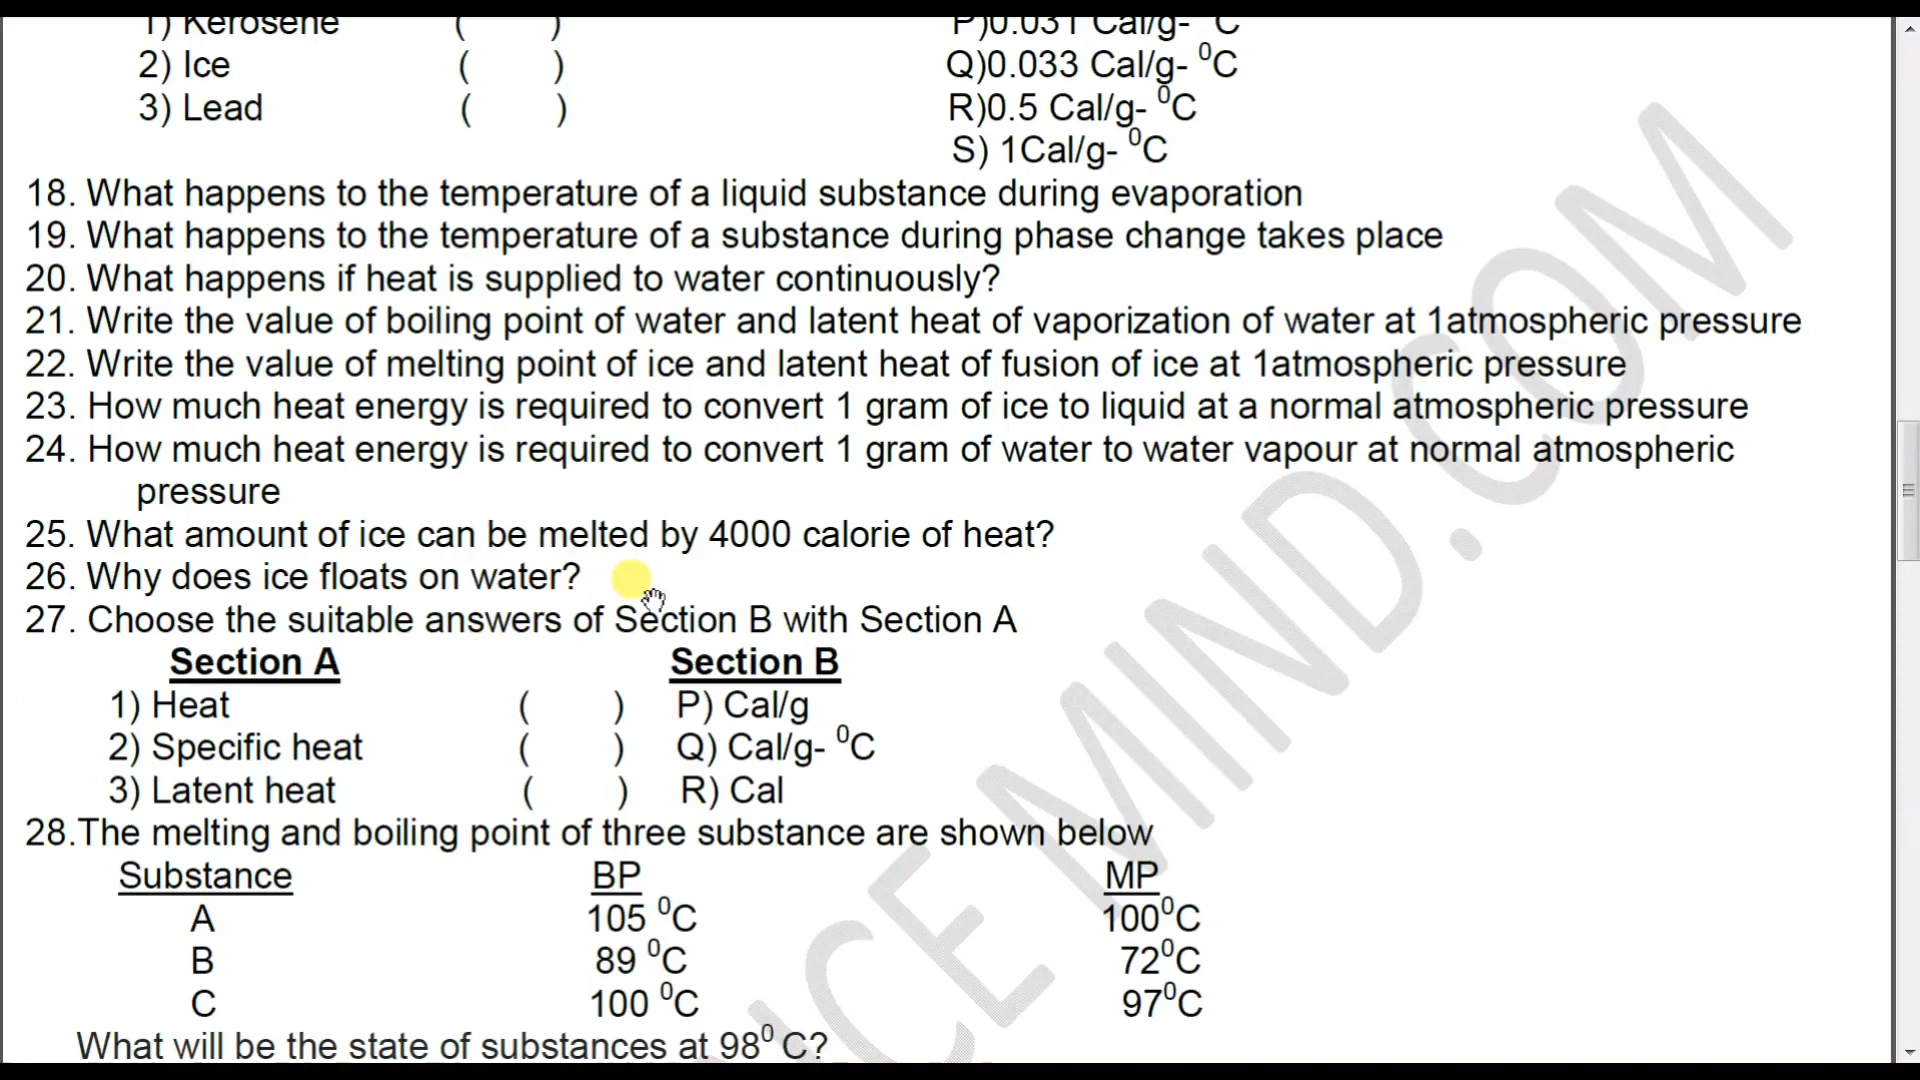 1) Kerosene ( ) P)0.031 Cal/g- ⁰C
2) Ice ( ) Q)0.033 Cal/g- ⁰C
3) Lead ( ) R)0.5 Cal/g- ⁰C
S) 1Cal/g- ⁰C
18. What happens to the temperature of a liquid substance during evaporation
19. What happens to the temperature of a substance during phase change takes place
20. What happens if heat is supplied to water continuously?
21. Write the value of boiling point of water and latent heat of vaporization of water at 1atmospheric pressure
22. Write the value of melting point of ice and latent heat of fusion of ice at 1atmospheric pressure
23. How much heat energy is required to convert 1 gram of ice to liquid at a normal atmospheric pressure
24. How much heat energy is required to convert 1 gram of water to water vapour at normal atmospheric
pressure
25. What amount of ice can be melted by 4000 calorie of heat?
26. Why does ice floats on water?
27. Choose the suitable answers of Section B with Section A
Section A Section B
1) Heat ( ) P) Cal/g
2) Specific heat ( ) Q) Cal/g- ⁰C
3) Latent heat ( ) R) Cal
28.The melting and boiling point of three substance are shown below
Substance BP MP
A 105 ⁰C 100⁰C
B 89 ⁰C 72⁰C
C 100 ⁰C 97⁰C
What will be the state of substances at 98⁰ C?
NCE MIND.COM